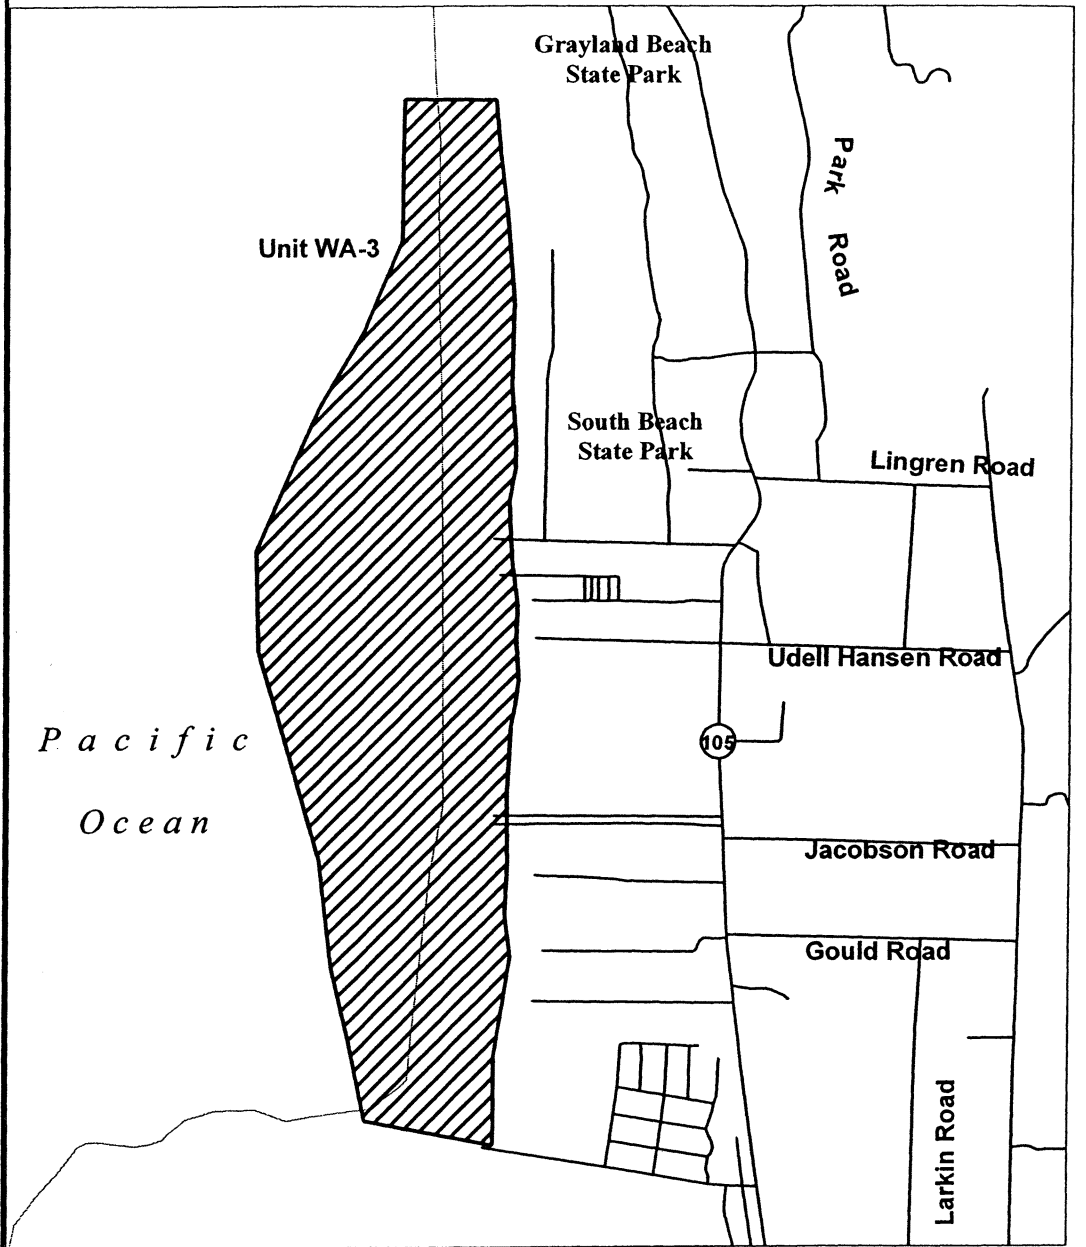 Grayland Beach
State Park
Park Road
Unit WA-3
South Beach
State Park
Lingren Road
Udell Hansen Road
Pacific
105
Ocean
Jacobson Road
Gould Road
Larkin Road